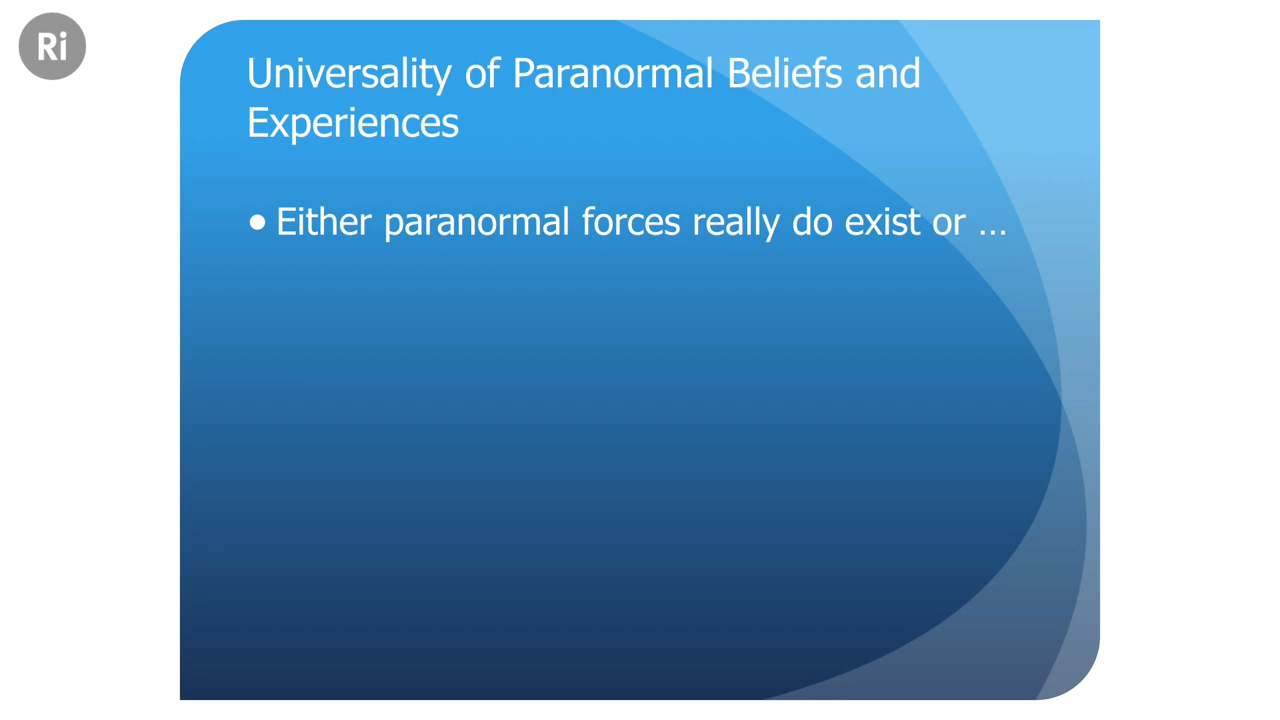 Ri
Universality of Paranormal Beliefs and
Experiences
● Either paranormal forces really do exist or …